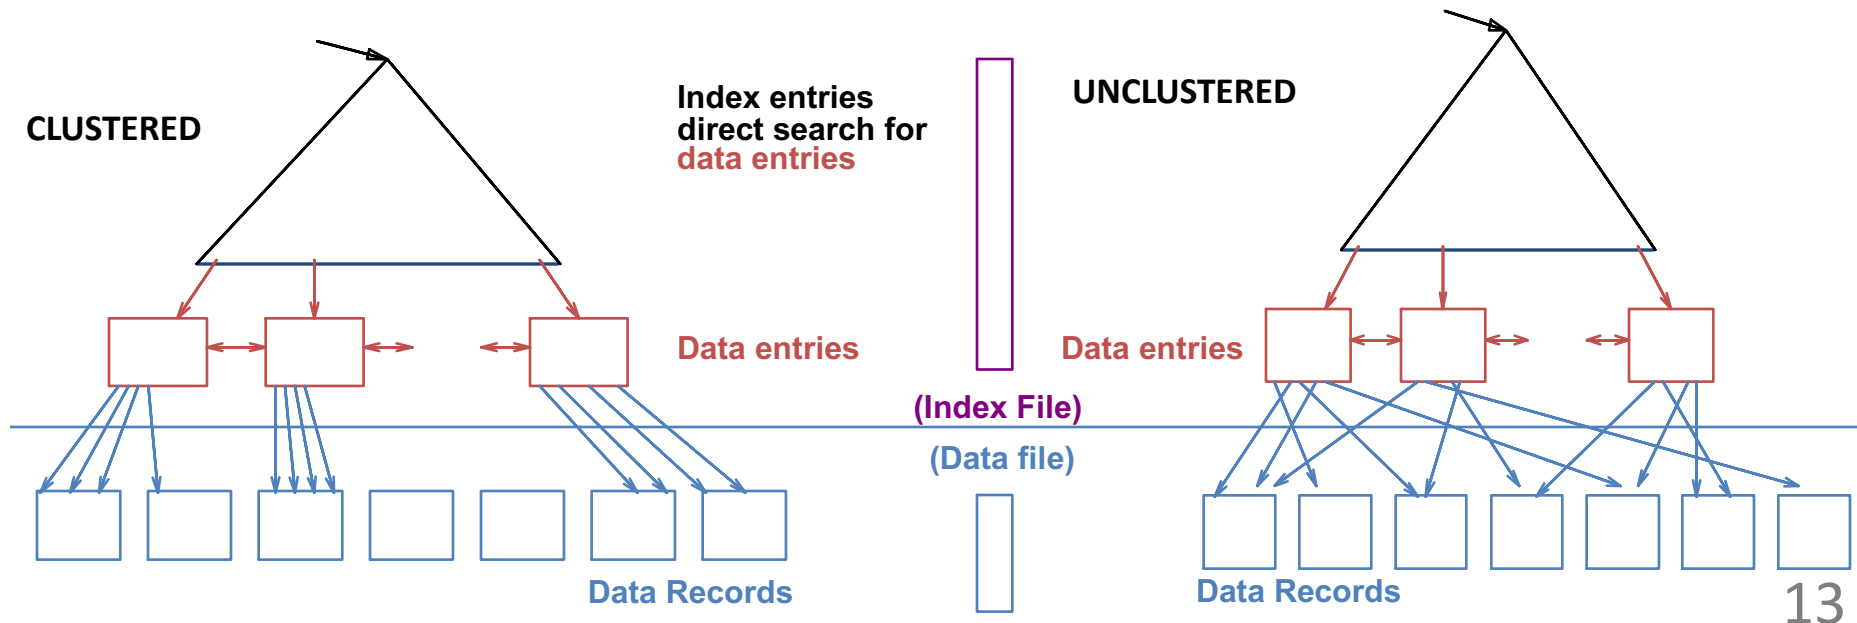 CLUSTERED
Index entries
direct search for
data entries
UNCLUSTERED
Data entries
Data entries
(Index File)
(Data file)
Data Records
Data Records
13